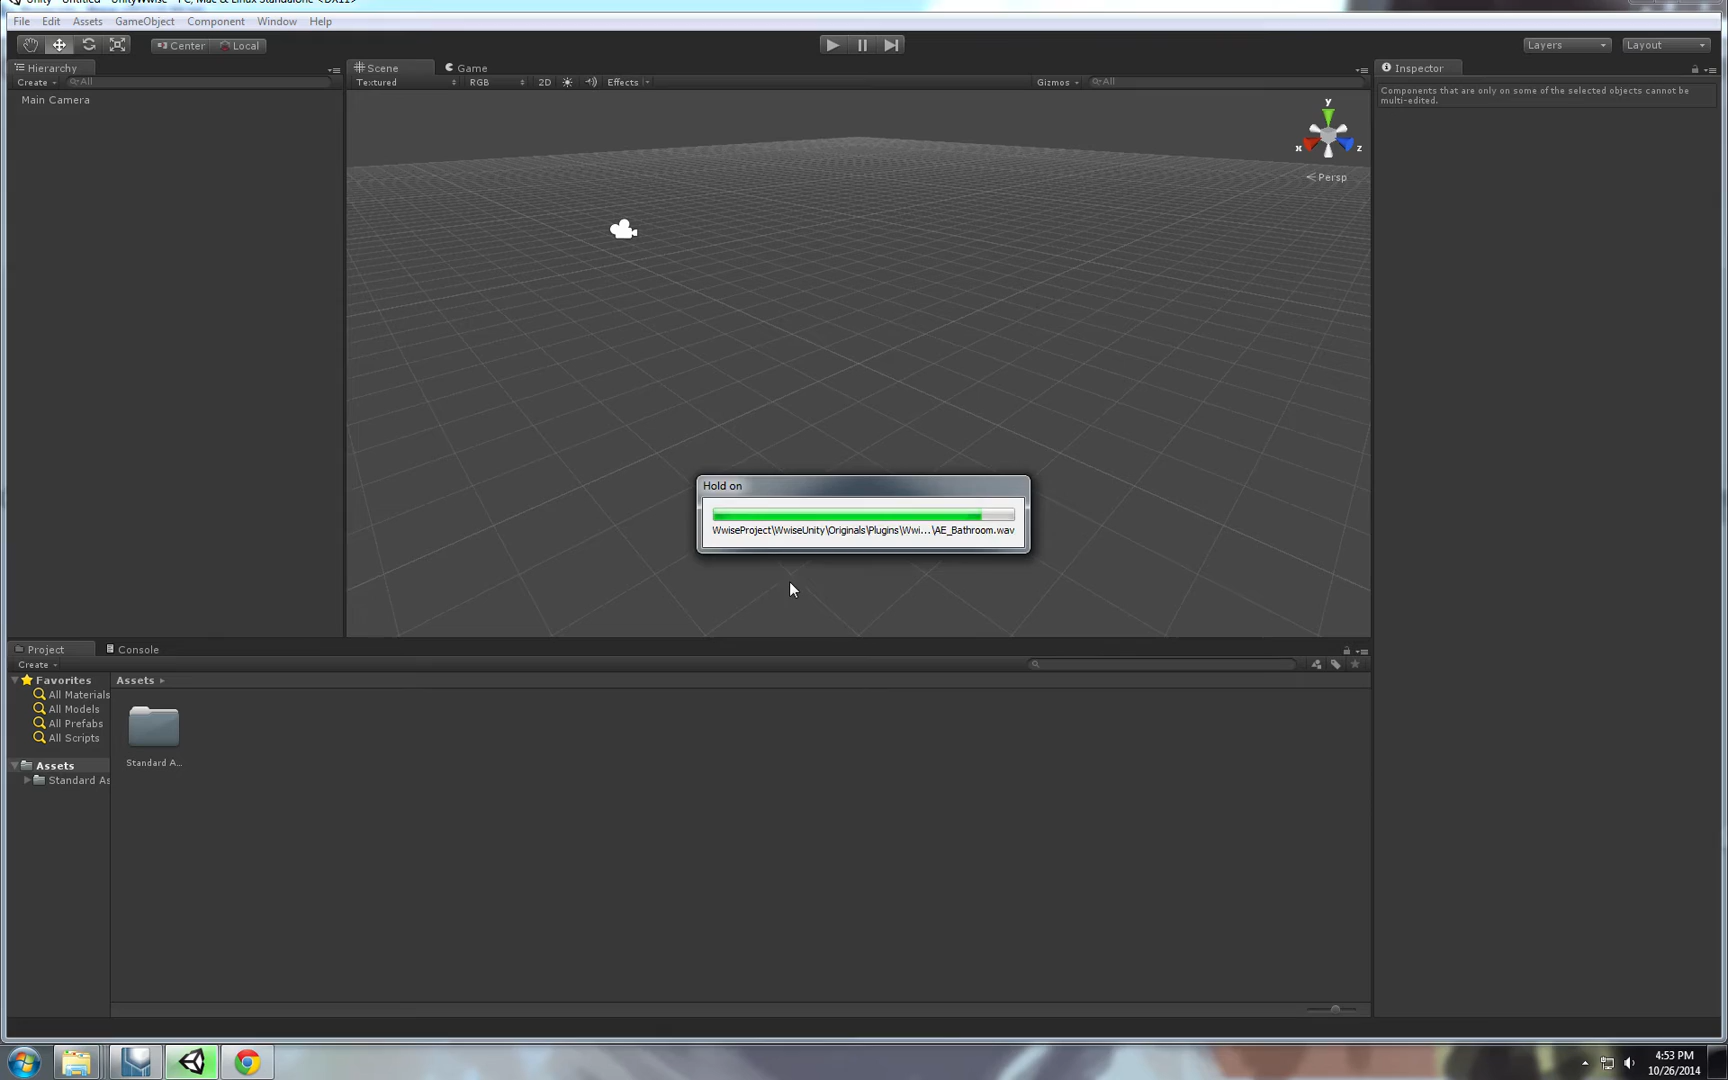 Unity - Untitled - UnityWwise - PC, Mac & Linux Standalone <DX11>
File Edit Assets GameObject Component Window Help
Center Local
Layers Layout
Hierarchy
Scene Game
Inspector
Create All
Textured RGB 2D Effects
Gizmos All
Components that are only on some of the selected objects cannot be
multi-edited.
Main Camera
y
x z
Persp
Hold on
WwiseProject\WwiseUnity\Originals\Plugins\Wwi...\AE_Bathroom.wav
Project Console
Create
Favorites
All Materials
All Models
All Prefabs
All Scripts
Assets
Standard As
Assets
Standard A...
4:53 PM
10/26/2014